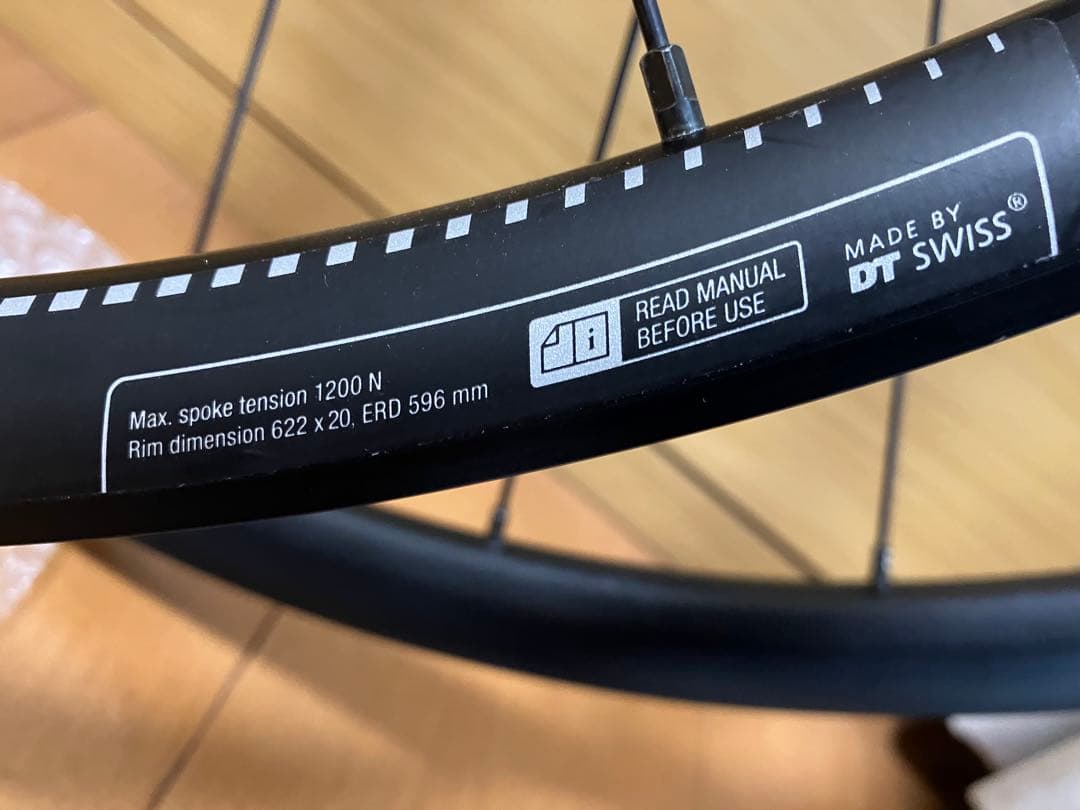 Max. spoke tension 1200 N
Rim dimension 622 x 20, ERD 596 mm
i
READ MANUAL
BEFORE USE
MADE BY
DT SWISS®